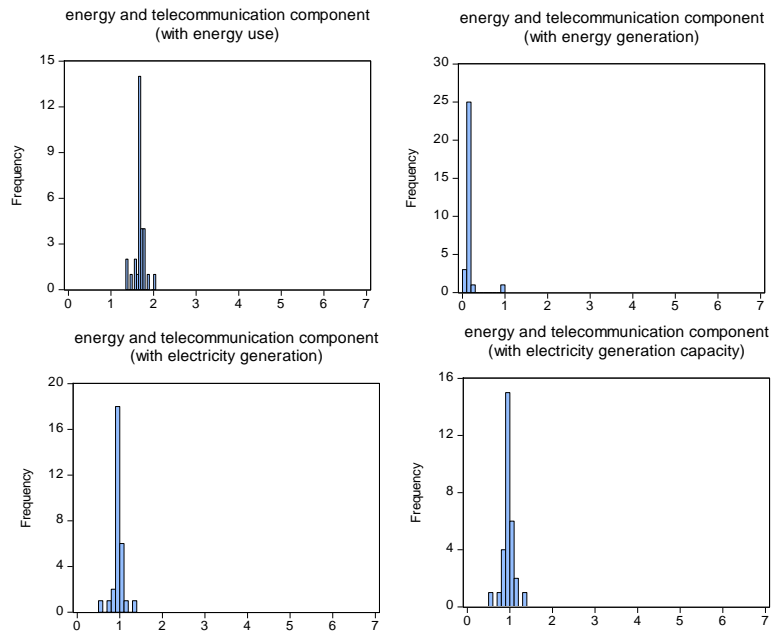 energy and telecommunication component
(with energy use)
15
12
9
6
3
0
Frequency
0 1 2 3 4 5 6 7
energy and telecommunication component
(with energy generation)
30
25
20
15
10
5
0
Frequency
0 1 2 3 4 5 6 7
energy and telecommunication component
(with electricity generation)
20
16
12
8
4
0
Frequency
0 1 2 3 4 5 6 7
energy and telecommunication component
(with electricity generation capacity)
16
12
8
4
0
Frequency
0 1 2 3 4 5 6 7